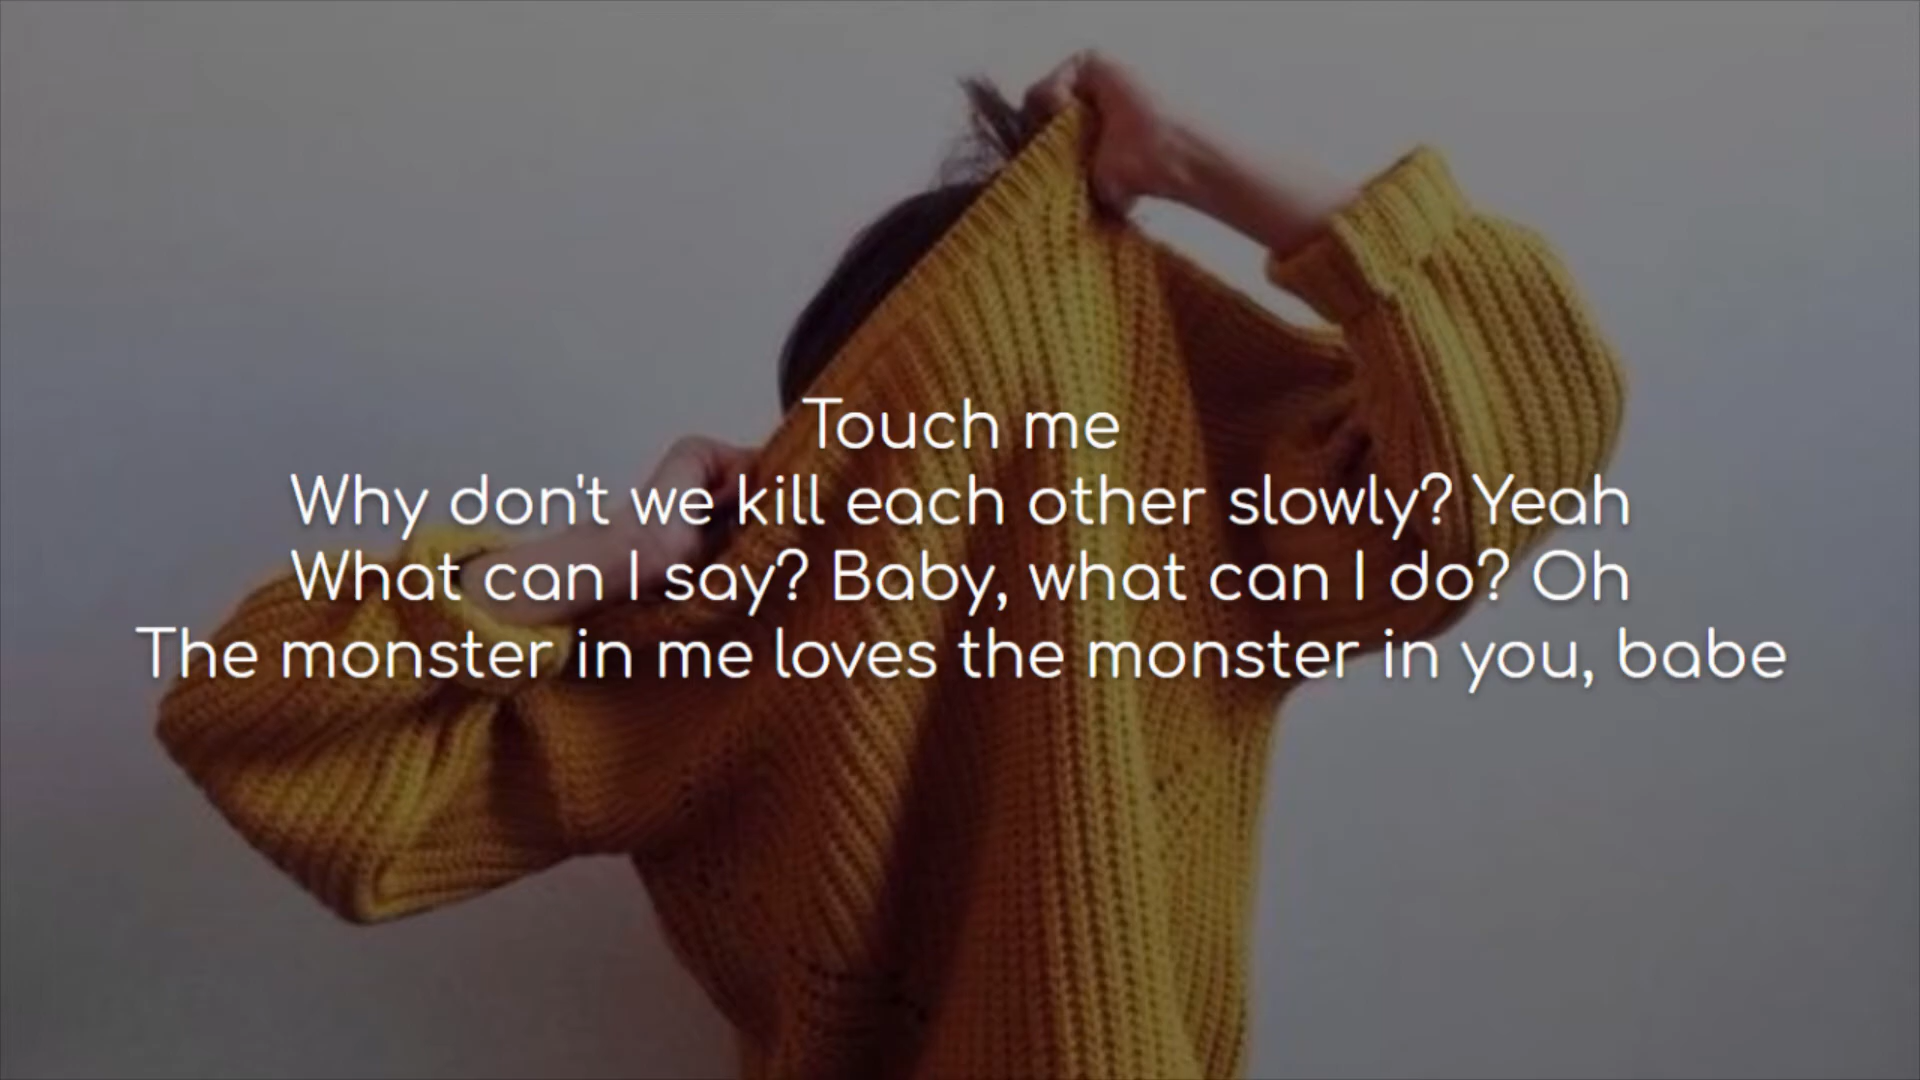 Touch me
Why don't we kill each other slowly? Yeah
What can I say? Baby, what can I do? Oh
The monster in me loves the monster in you, babe